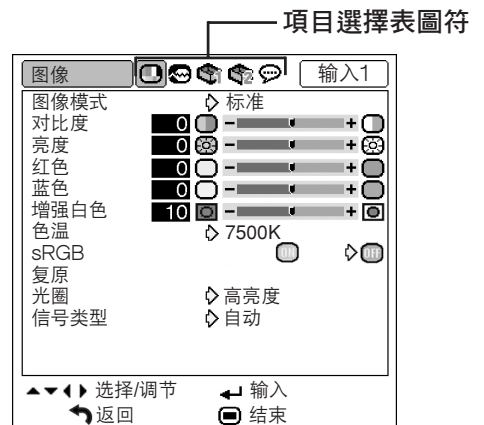 項目選擇表圖符
图像 输入1
图像模式 标准
对比度 0 - +
亮度 0 - +
红色 0 - +
蓝色 0 - +
增强白色 10 - +
色温 7500K
sRGB ON OFF
复原
光圈 高亮度
信号类型 自动
选择/调节 输入
返回 结束